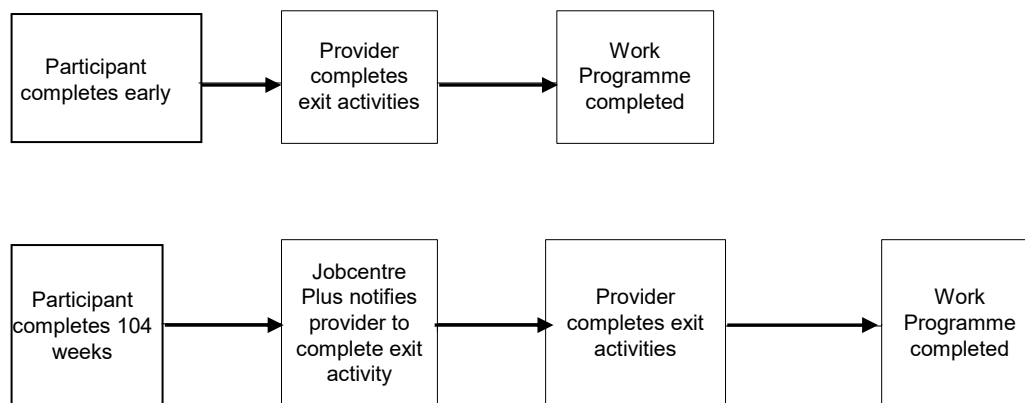 Participant
completes early
Provider
completes
exit activities
Work
Programme
completed
Participant
completes 104
weeks
Jobcentre
Plus notifies
provider to
complete exit
activity
Provider
completes exit
activities
Work
Programme
completed